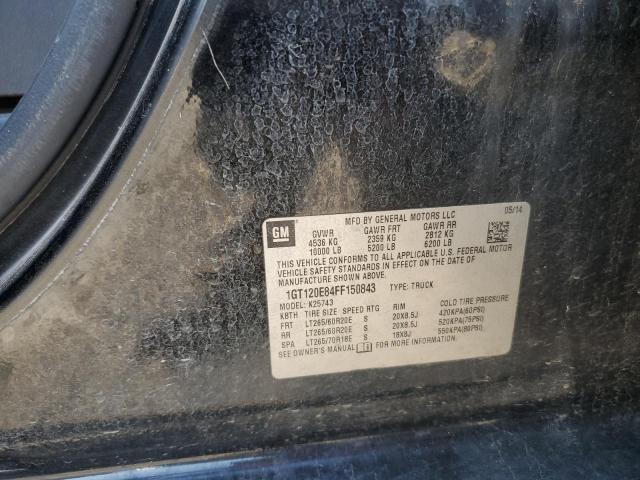 MFD BY GENERAL MOTORS LLC 05/14
GM
GVWR GAWR FRT GAWR RR
4536 KG 2359 KG 2812 KG
10000 LB 5200 LB 6200 LB
THIS VEHICLE CONFORMS TO ALL APPLICABLE U.S. FEDERAL MOTOR
VEHICLE SAFETY STANDARDS IN EFFECT ON THE DATE OF
MANUFACTURE SHOWN ABOVE.
1GT120E84FF150843 TYPE: TRUCK
MODEL: K25743
KBTH TIRE SIZE SPEED RTG RIM COLD TIRE PRESSURE
FRT LT265/60R20E S 20X8.5J 420KPA(60PSI)
RR LT265/60R20E S 20X8.5J 520KPA(75PSI)
SPA LT265/70R18E S 18X8J 550KPA(80PSI)
SEE OWNER'S MANUAL